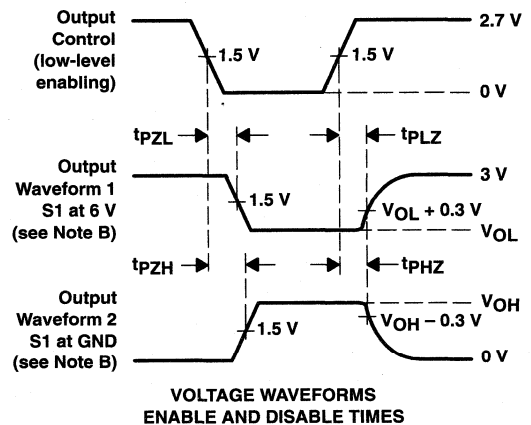 Output
Control
(low-level
enabling)
1.5 V
1.5 V
2.7 V
0 V
tPZL
tPLZ
Output
Waveform 1
S1 at 6 V
(see Note B)
1.5 V
3 V
VOL + 0.3 V
VOL
tPZH
tPHZ
Output
Waveform 2
S1 at GND
(see Note B)
1.5 V
VOH
VOH – 0.3 V
0 V
VOLTAGE WAVEFORMS
ENABLE AND DISABLE TIMES